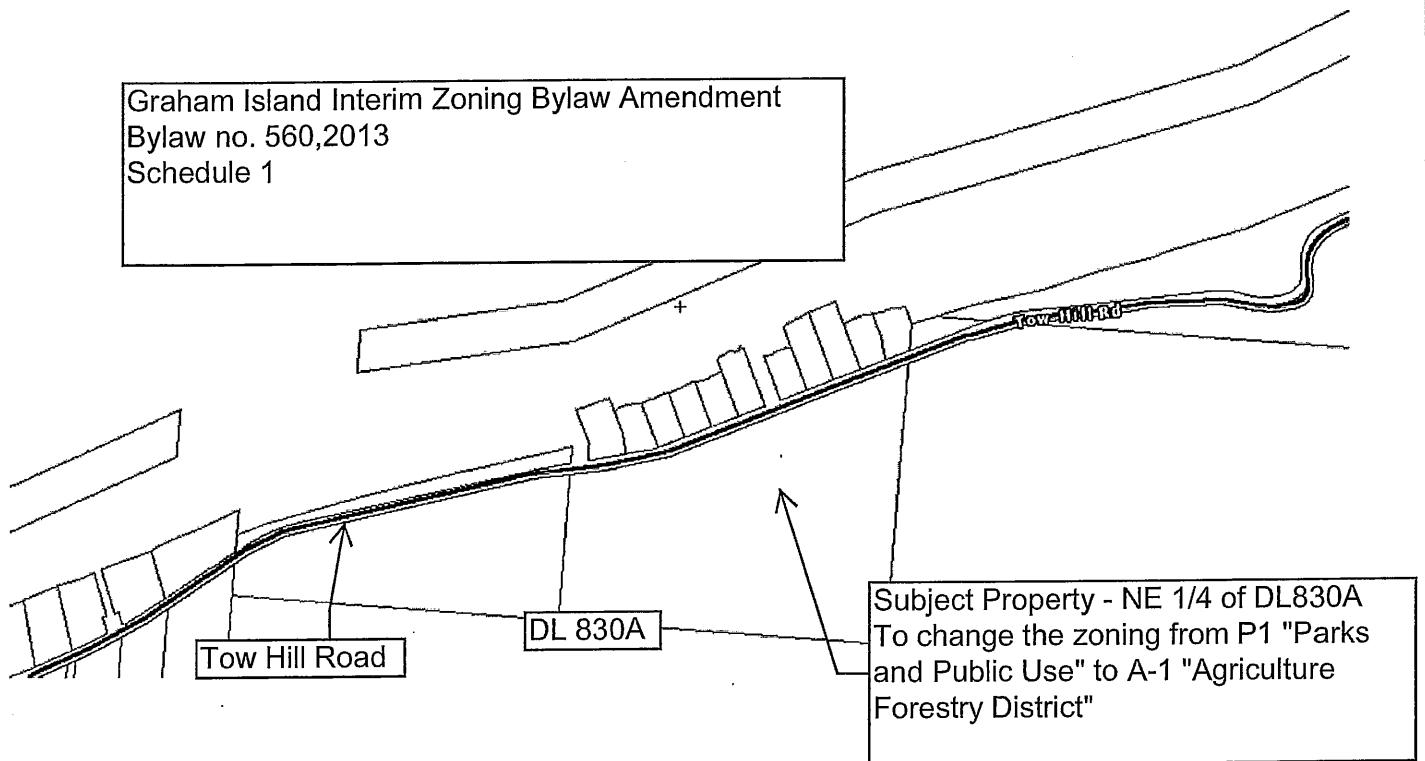 Graham Island Interim Zoning Bylaw Amendment
Bylaw no. 560,2013
Schedule 1
Tow Hill Rd
DL 830A
Tow Hill Road
Subject Property - NE 1/4 of DL830A
To change the zoning from P1 "Parks
and Public Use" to A-1 "Agriculture
Forestry District"